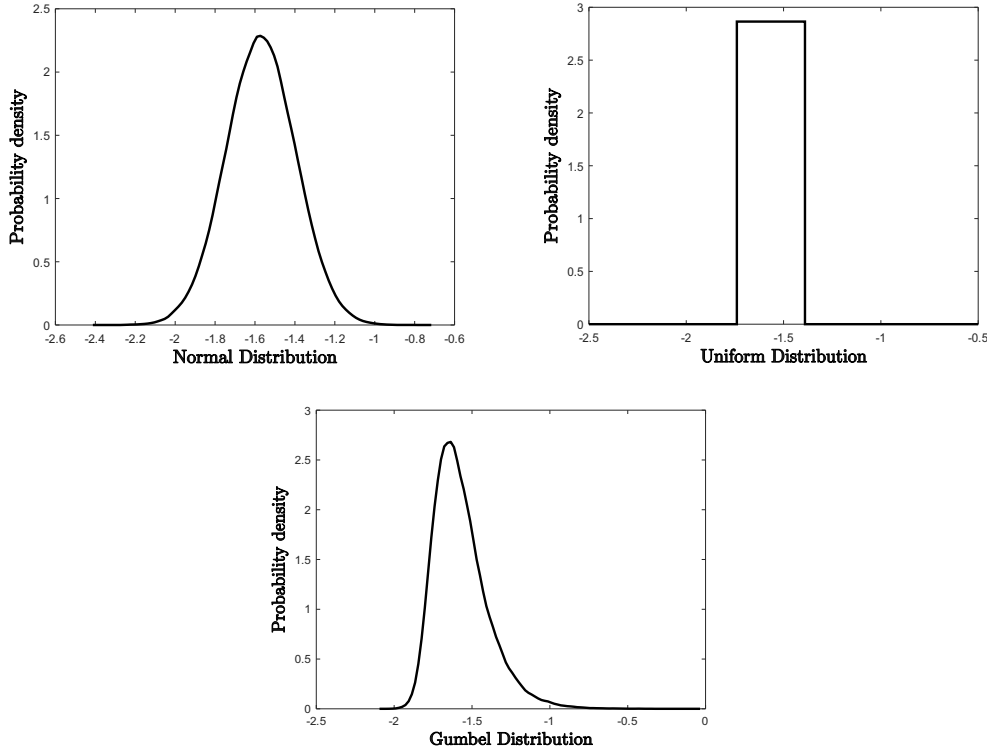 2.5
2
1.5
1
0.5
0
Probability density
-2.6 -2.4 -2.2 -2 -1.8 -1.6 -1.4 -1.2 -1 -0.8 -0.6
Normal Distribution
3
2.5
2
1.5
1
0.5
0
Probability density
-2.5 -2 -1.5 -1 -0.5
Uniform Distribution
3
2.5
2
1.5
1
0.5
0
Probability density
-2.5 -2 -1.5 -1 -0.5 0
Gumbel Distribution